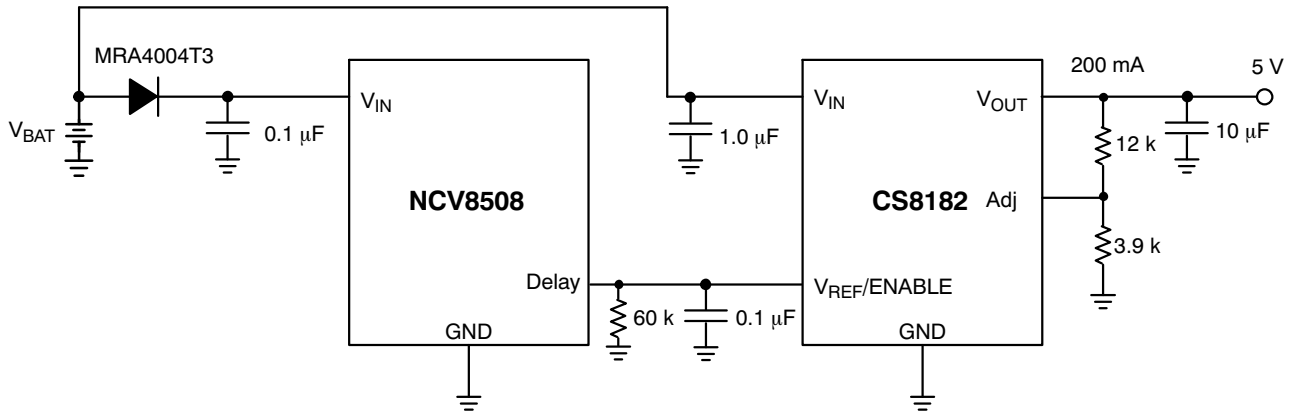 MRA4004T3
V_BAT
0.1 μF
V_IN
NCV8508
Delay
GND
60 k
0.1 μF
1.0 μF
V_IN
CS8182
V_REF/ENABLE
GND
V_OUT
Adj
200 mA
5 V
12 k
10 μF
3.9 k